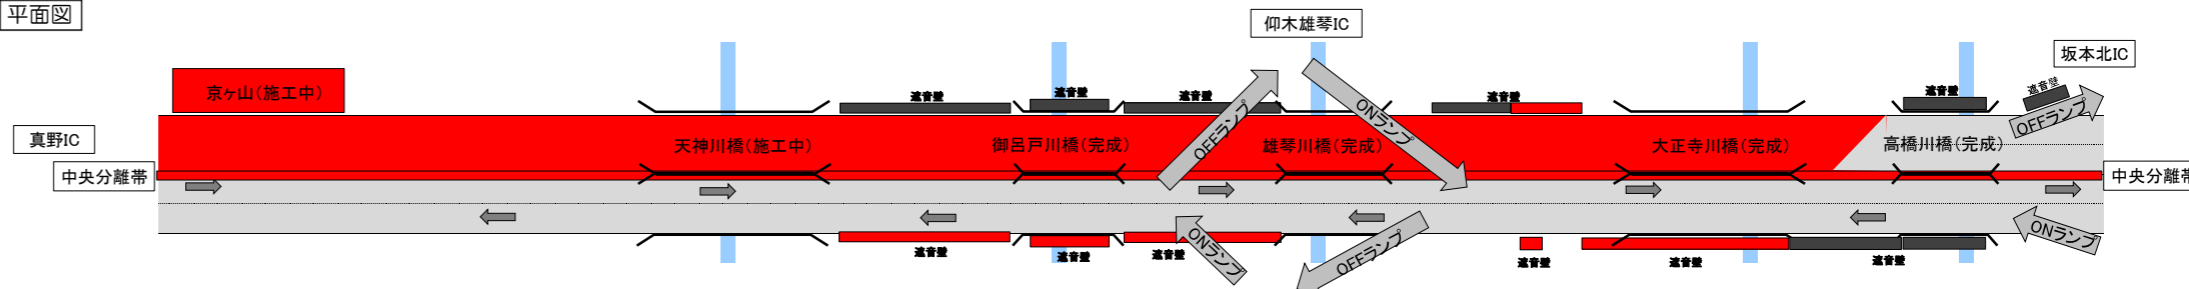 平面図
仰木雄琴IC
坂本北IC
京ヶ山(施工中)
遮音壁
遮音壁
遮音壁
遮音壁
遮音壁
遮音壁
OFFランプ
ONランプ
OFFランプ
真野IC
天神川橋(施工中)
御呂戸川橋(完成)
雄琴川橋(完成)
大正寺川橋(完成)
高橋川橋(完成)
中央分離帯
中央分離帯
ONランプ
OFFランプ
ONランプ
遮音壁
遮音壁
遮音壁
遮音壁
遮音壁
遮音壁